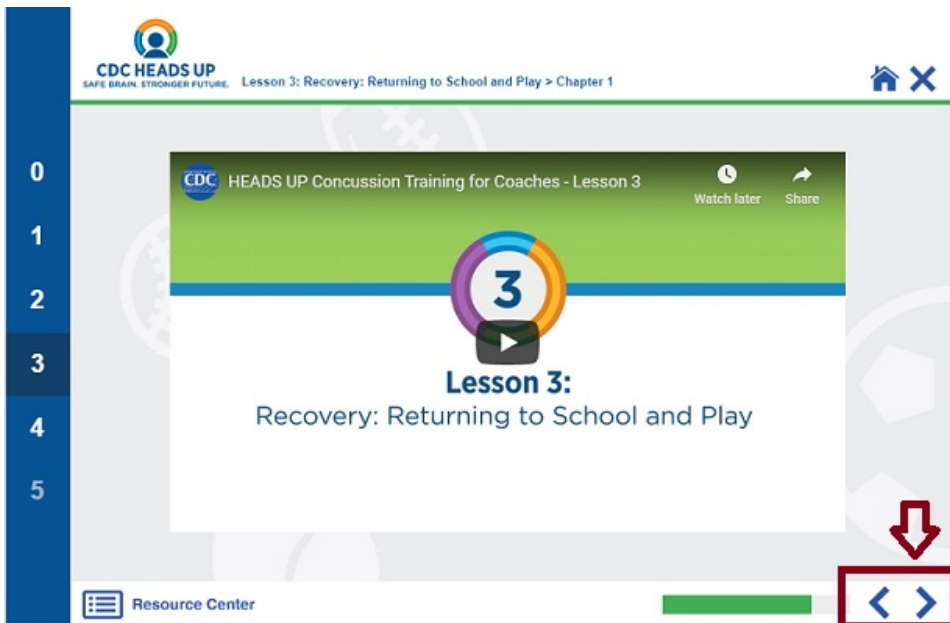 CDC HEADS UP
SAFE BRAIN. STRONGER FUTURE.
Lesson 3: Recovery: Returning to School and Play > Chapter 1
0
1
2
3
4
5
CDC
HEADS UP Concussion Training for Coaches - Lesson 3
Watch later
Share
3
Lesson 3:
Recovery: Returning to School and Play
Resource Center